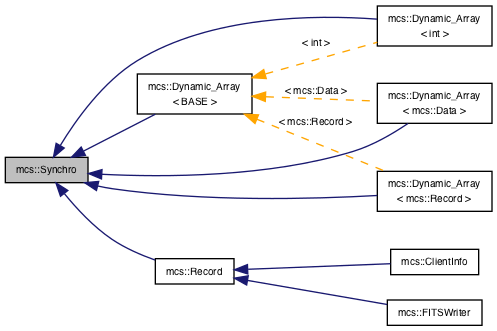 mcs::Dynamic_Array
< int >
< int >
mcs::Dynamic_Array
< BASE >
< mcs::Data >
mcs::Dynamic_Array
< mcs::Data >
< mcs::Record >
mcs::Synchro
mcs::Dynamic_Array
< mcs::Record >
mcs::Record
mcs::ClientInfo
mcs::FITSWriter